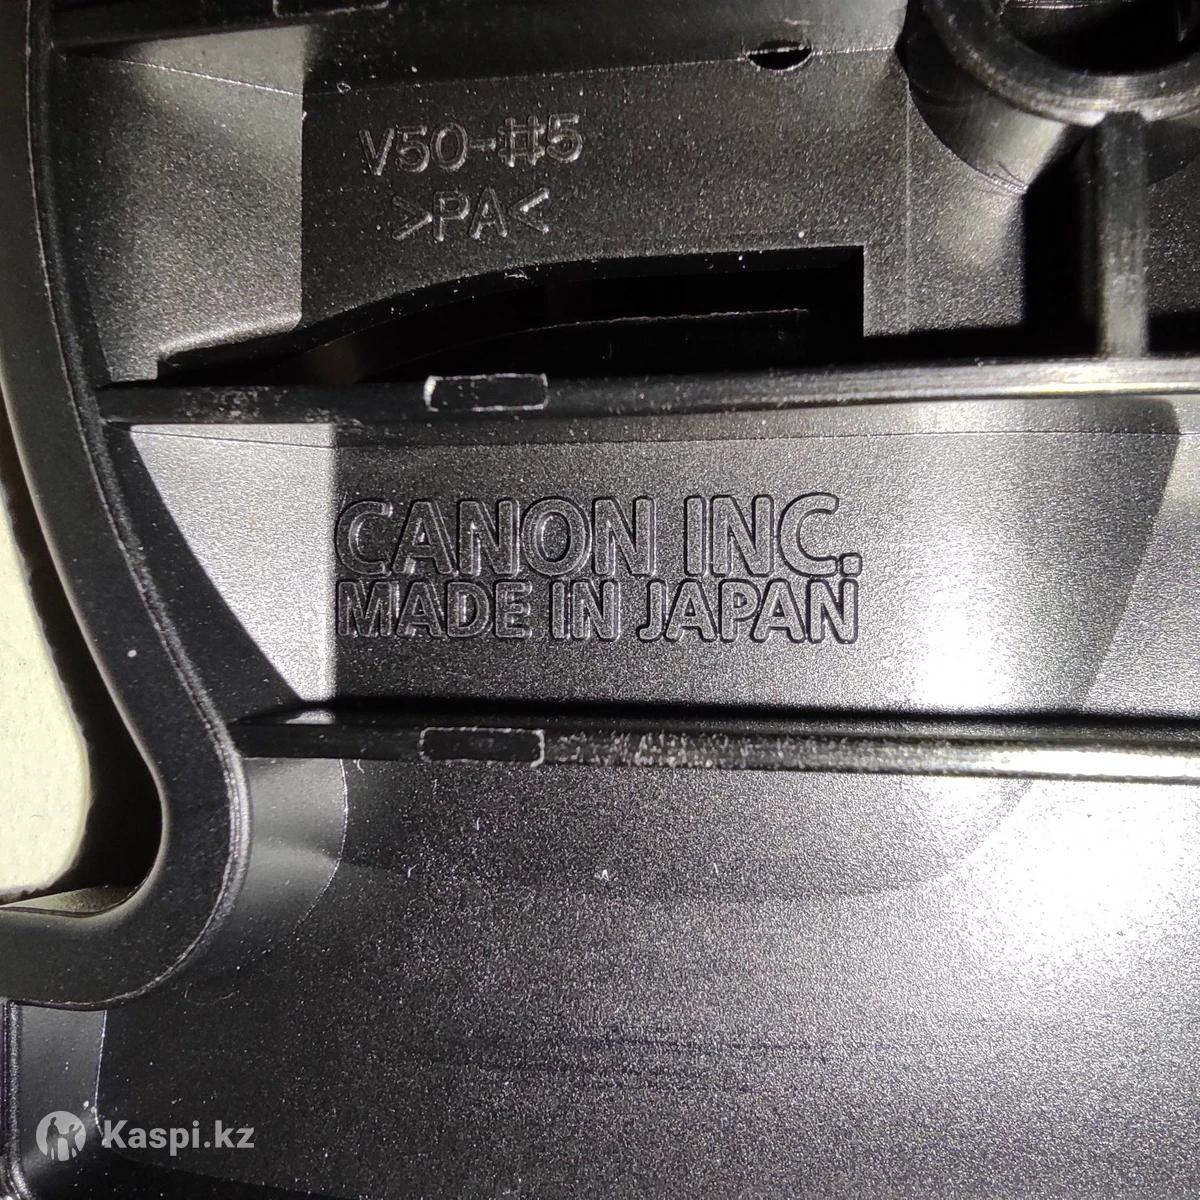 V50-#5
>PA<
CANON INC.
MADE IN JAPAN
Kaspi.kz